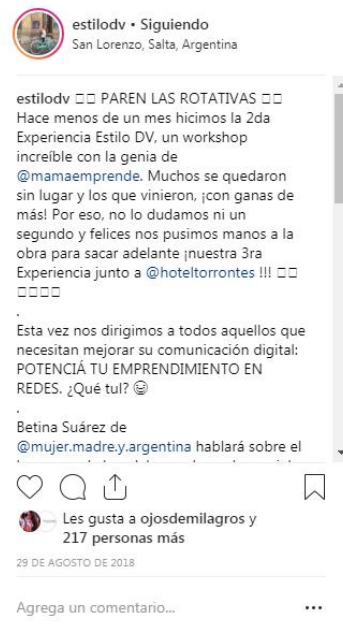 estilodv • Siguiendo
San Lorenzo, Salta, Argentina
estilodv □□ PAREN LAS ROTATIVAS □□
Hace menos de un mes hicimos la 2da
Experiencia Estilo DV, un workshop
increíble con la genia de
@mamaemprende. Muchos se quedaron
sin lugar y los que vinieron, ¡con ganas de
más! Por eso, no lo dudamos ni un
segundo y felices nos pusimos manos a la
obra para sacar adelante ¡nuestra 3ra
Experiencia junto a @hoteltorrontes !!! □□
□□□□
.
Esta vez nos dirigimos a todos aquellos que
necesitan mejorar su comunicación digital:
POTENCIÁ TU EMPRENDIMIENTO EN
REDES. ¿Qué tul? 😉
.
Betina Suárez de
@mujer.madre.y.argentina hablará sobre el
Les gusta a ojosdemilagros y
217 personas más
29 DE AGOSTO DE 2018
Agrega un comentario...